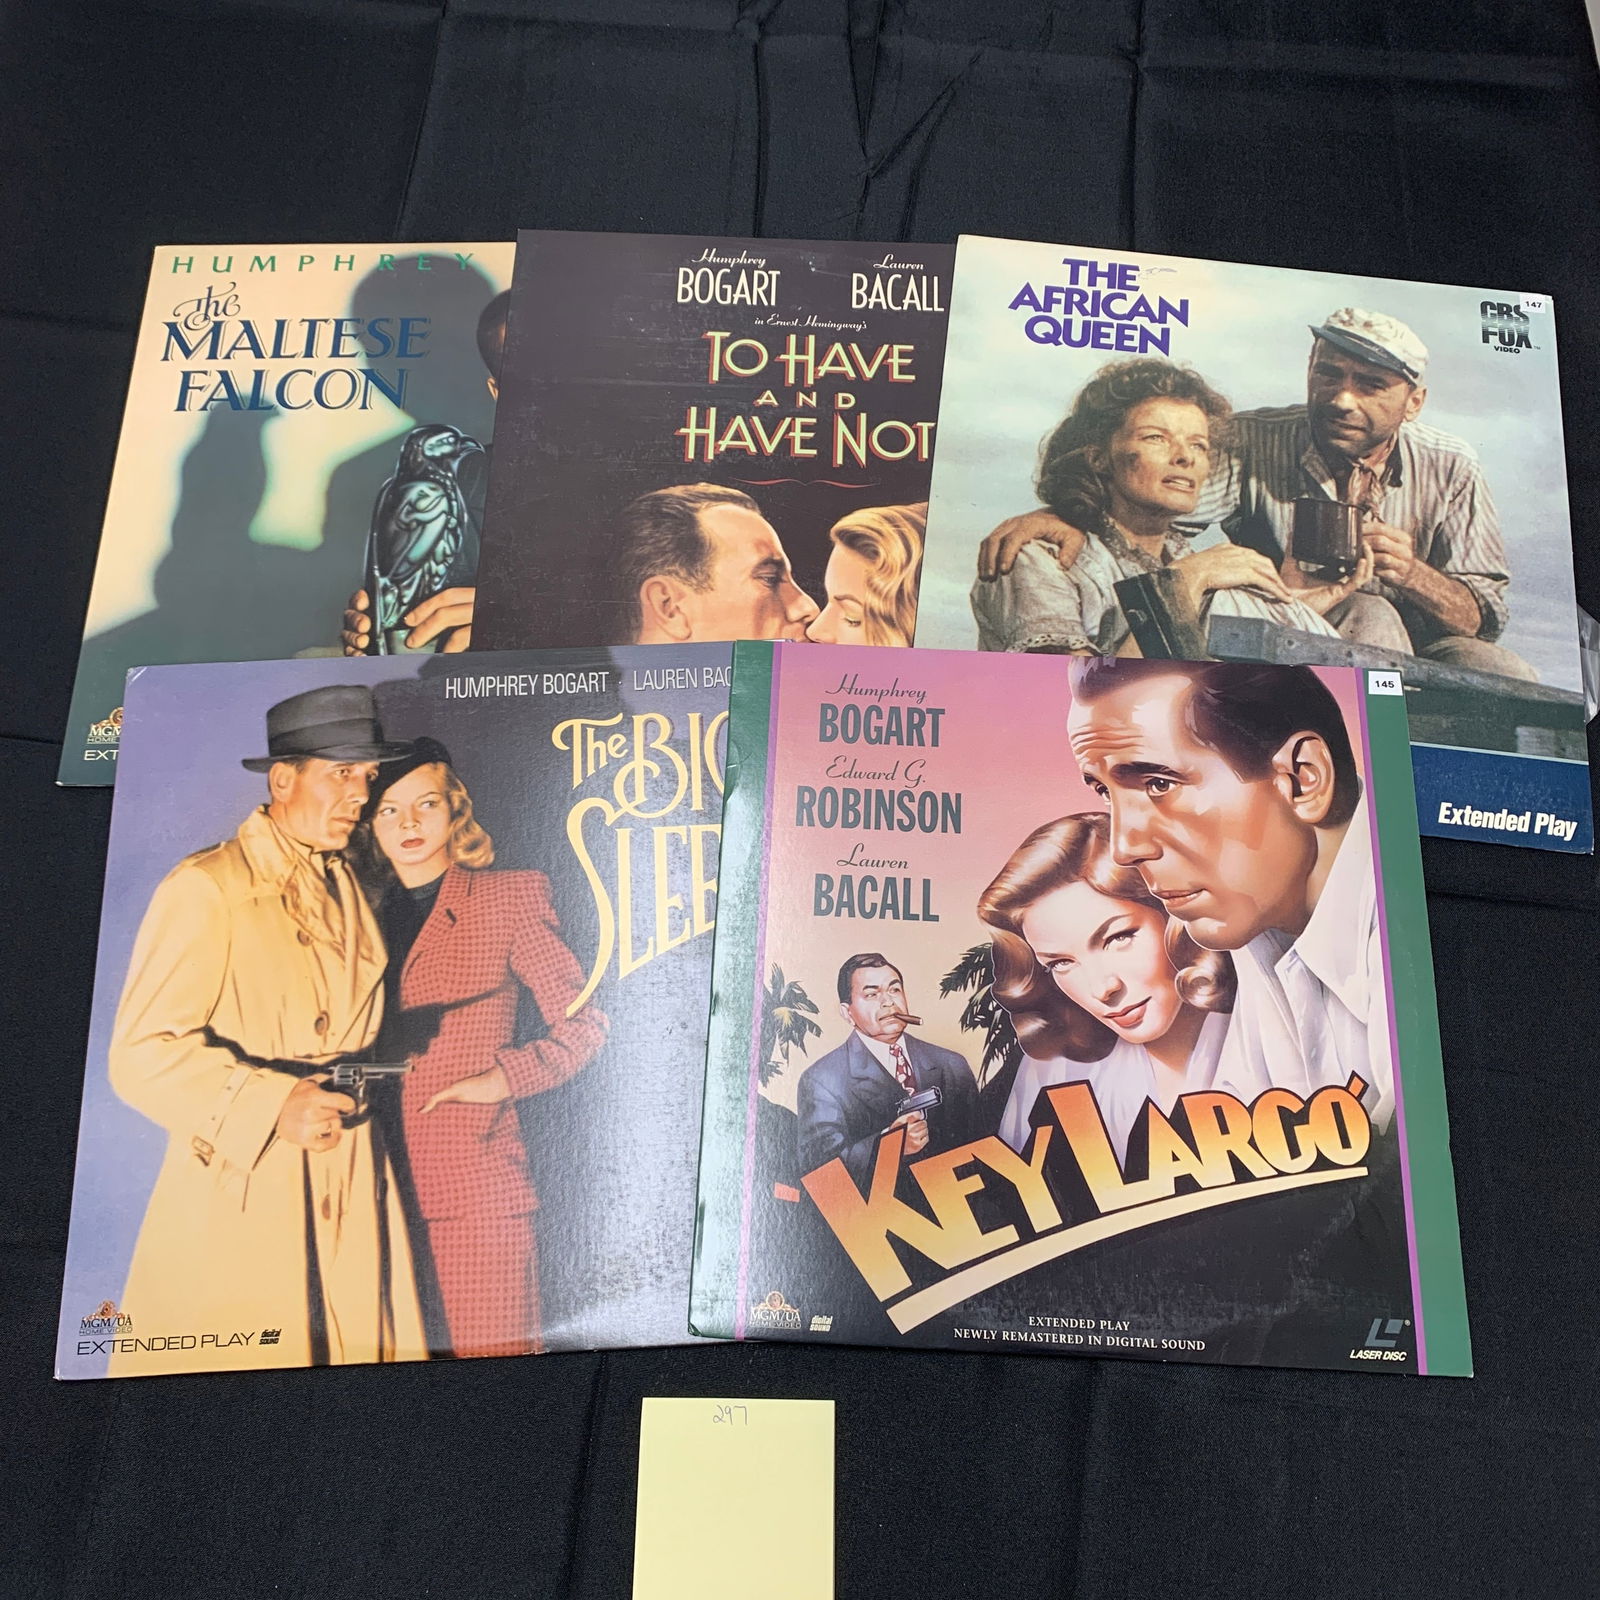 HUMPHREY
The
MALTESE
FALCON
MGM
HOME
EXT
Humphrey
BOGART
Lauren
BACALL
in Ernest Hemingway's
TO HAVE
AND
HAVE NOT
THE
AFRICAN
QUEEN
CBS
FOX
VIDEO
™
147
Extended Play
HUMPHREY BOGART · LAUREN BAC
The BIG
SLEE
MGM/UA
HOME VIDEO
EXTENDED PLAY
digital
SOUND
Humphrey
BOGART
Edward G.
ROBINSON
Lauren
BACALL
145
KEY LARGO
MGM/UA
HOME VIDEO
digital
SOUND
EXTENDED PLAY
NEWLY REMASTERED IN DIGITAL SOUND
LASER DISC
®
297